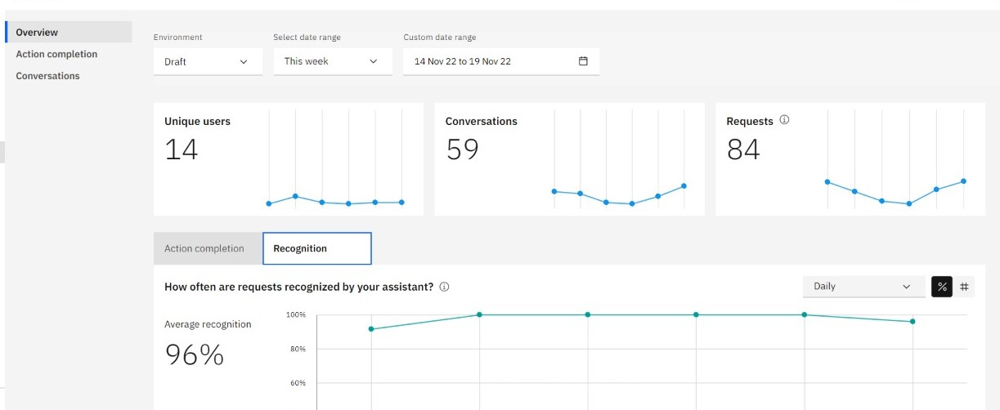 Overview
Action completion
Conversations
Environment
Draft
Select date range
This week
Custom date range
14 Nov 22 to 19 Nov 22
Unique users
14
Conversations
59
Requests
84
Action completion
Recognition
How often are requests recognized by your assistant?
Daily
%
#
Average recognition
96%
100%
80%
60%